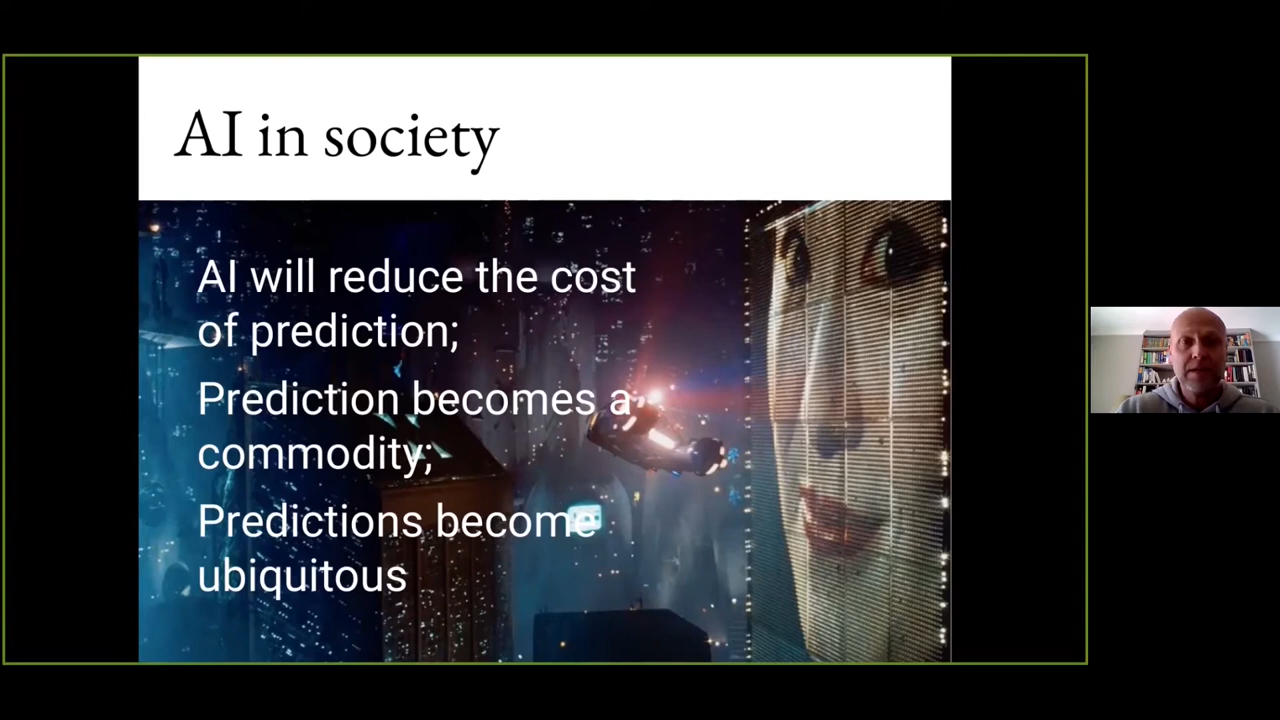 AI in society
AI will reduce the cost
of prediction;
Prediction becomes a
commodity;
Predictions become
ubiquitous